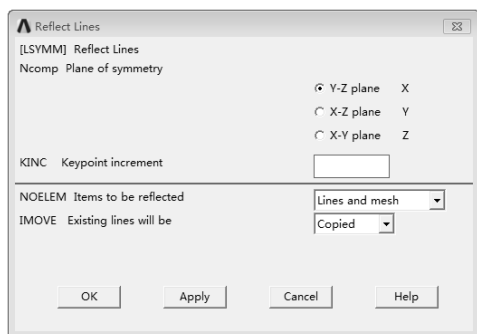 Reflect Lines
[LSYMM] Reflect Lines
Ncomp Plane of symmetry
Y-Z plane X
X-Z plane Y
X-Y plane Z
KINC Keypoint increment
NOELEM Items to be reflected Lines and mesh
IMOVE Existing lines will be Copied
OK Apply Cancel Help